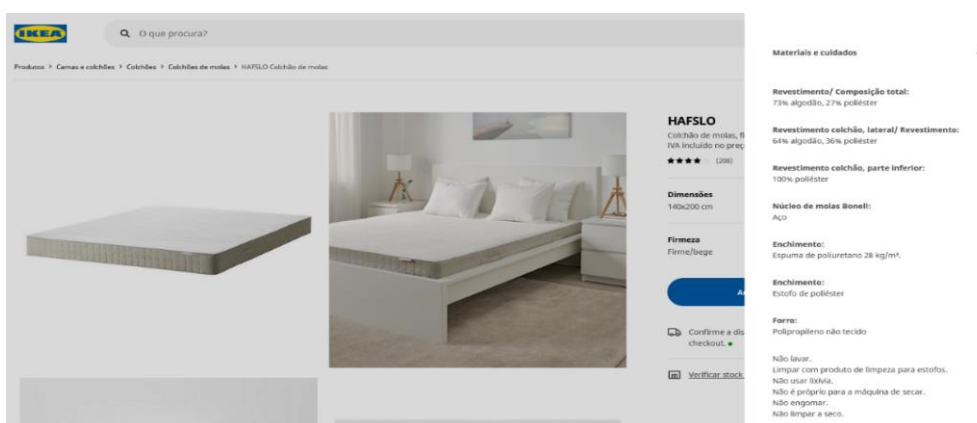 IKEA
O que procura?
Produtos > Camas e colchões > Colchões > Colchões de molas > HAFSLO Colchão de molas
HAFSLO
Colchão de molas,
IVA incluído no preç
(208)
Dimensões
140x200 cm
Firmeza
Firme/bege
Confirme a dis
checkout.
Verificar stock
Materiais e cuidados
Revestimento/ Composição total:
73% algodão, 27% poliéster
Revestimento colchão, lateral/ Revestimento:
64% algodão, 36% poliéster
Revestimento colchão, parte inferior:
100% poliéster
Núcleo de molas Bonell:
Aço
Enchimento:
Espuma de poliuretano 28 kg/m³.
Enchimento:
Estofo de poliéster
Forro:
Polipropileno não tecido
Não lavar.
Limpar com produto de limpeza para estofos.
Não usar lixívia.
Não é próprio para a máquina de secar.
Não engomar.
Não limpar a seco.